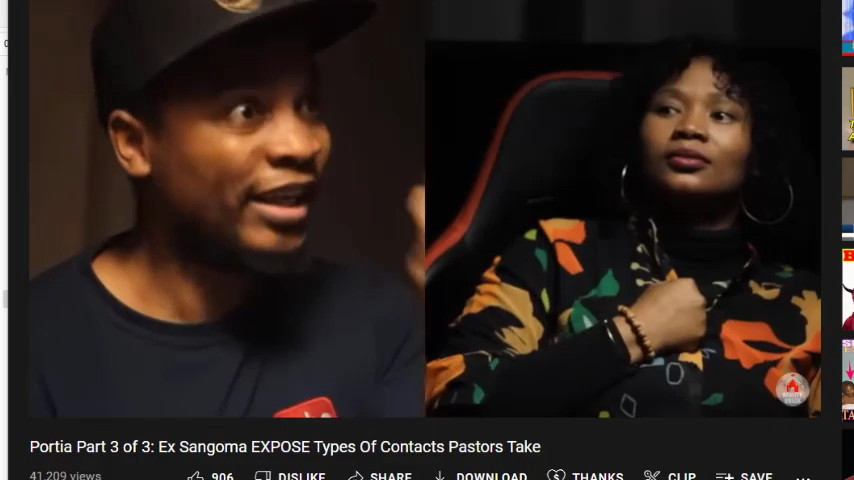 Portia Part 3 of 3: Ex Sangoma EXPOSE Types Of Contacts Pastors Take
41,209 views 906 DISLIKE SHARE DOWNLOAD THANKS CLIP SAVE